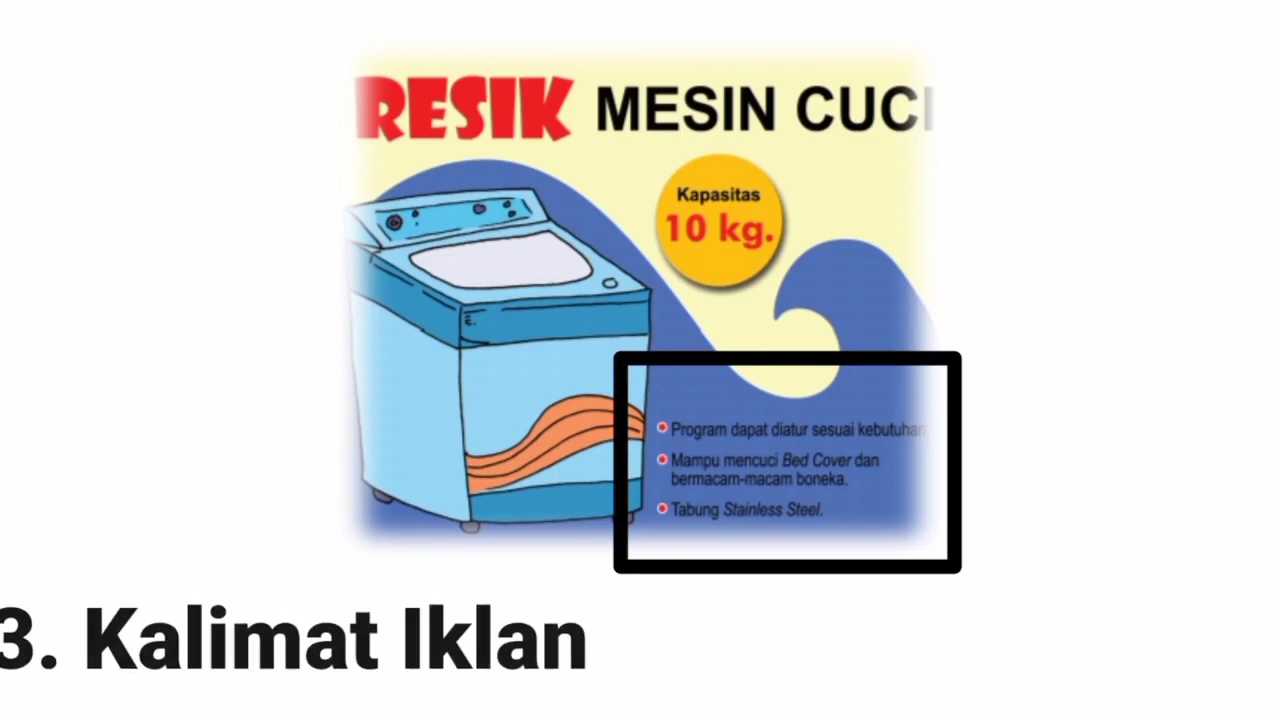 RESIK MESIN CUCI
Kapasitas
10 kg.
Program dapat diatur sesuai kebutuhan
Mampu mencuci Bed Cover dan
bermacam-macam boneka.
Tabung Stainless Steel.
3. Kalimat Iklan